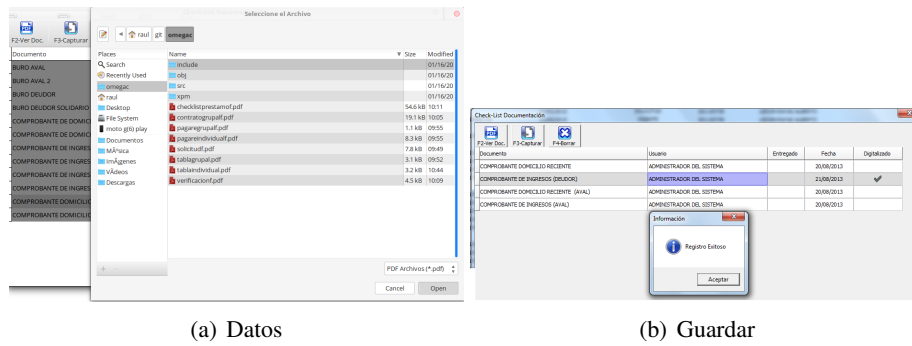 Seleccione el Archivo
F2-Ver Doc. F3-Capturar
raul git omegac
Documento
BURO AVAL
BURO AVAL 2
BURO DEUDOR
BURO DEUDOR SOLIDARIO
COMPROBANTE DE DOMIC
COMPROBANTE DE DOMIC
COMPROBANTE DE INGRES
COMPROBANTE DE INGRES
COMPROBANTE DE INGRES
COMPROBANTE DE INGRES
COMPROBANTE DOMICILIO
COMPROBANTE DOMICILIO
Places
Search
Recently Used
omegac
raul
Desktop
File System
moto g(6) play
Documentos
MÃºsica
ImÃ¡genes
VÃdeos
Descargas
Name Size Modified
include 01/16/20
obj 01/16/20
src 01/16/20
xpm 01/16/20
checklistprestamof.pdf 54.6 kB 10:11
contratogrupalf.pdf 19.1 kB 10:05
pagaregrupalf.pdf 1.1 kB 09:55
pagareindividualf.pdf 8.3 kB 09:55
solicitudf.pdf 7.8 kB 09:49
tablagrupal.pdf 3.1 kB 09:52
tablaindividual.pdf 3.2 kB 10:44
verificacionf.pdf 4.5 kB 10:09
PDF Archivos (*.pdf)
Cancel Open
(a) Datos
Check-List Documentación
F2-Ver Doc. F3-Capturar F4-Borrar
Documento Usuario Entregado Fecha Digitalizado
COMPROBANTE DOMICILIO RECIENTE ADMINISTRADOR DEL SISTEMA 20/08/2013
COMPROBANTE DE INGRESOS (DEUDOR) ADMINISTRADOR DEL SISTEMA 21/08/2013
COMPROBANTE DOMICILIO RECIENTE (AVAL) ADMINISTRADOR DEL SISTEMA 20/08/2013
COMPROBANTE DE INGRESOS (AVAL) ADMINISTRADOR DEL SISTEMA 20/08/2013
Información
Registro Exitoso
Aceptar
(b) Guardar